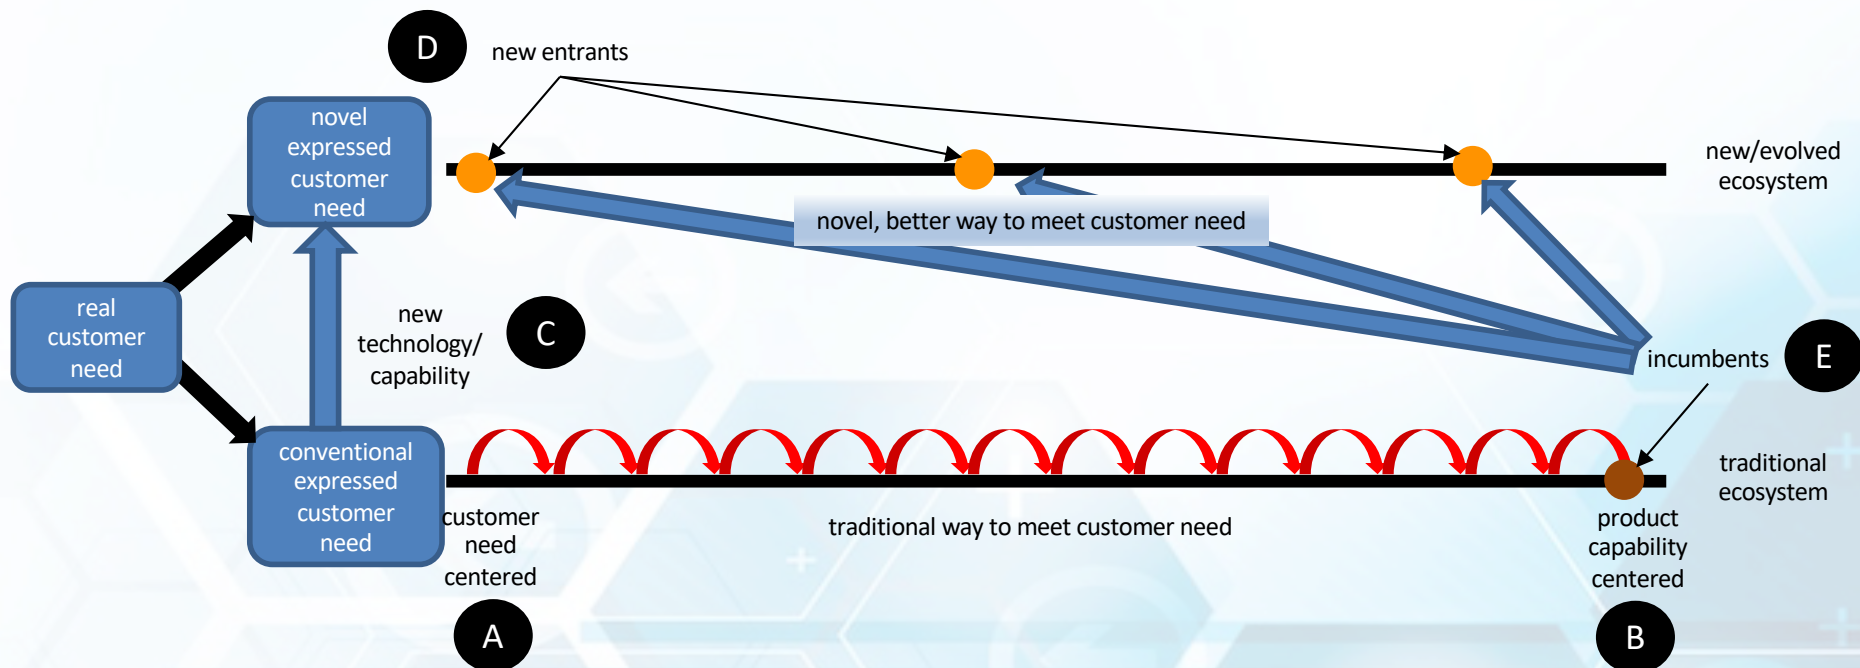 D
new entrants
novel
expressed
customer
need
new/evolved
ecosystem
novel, better way to meet customer need
real
customer
need
new
technology/
capability
C
incumbents
E
conventional
expressed
customer
need
traditional
ecosystem
customer
need
centered
traditional way to meet customer need
product
capability
centered
A
B